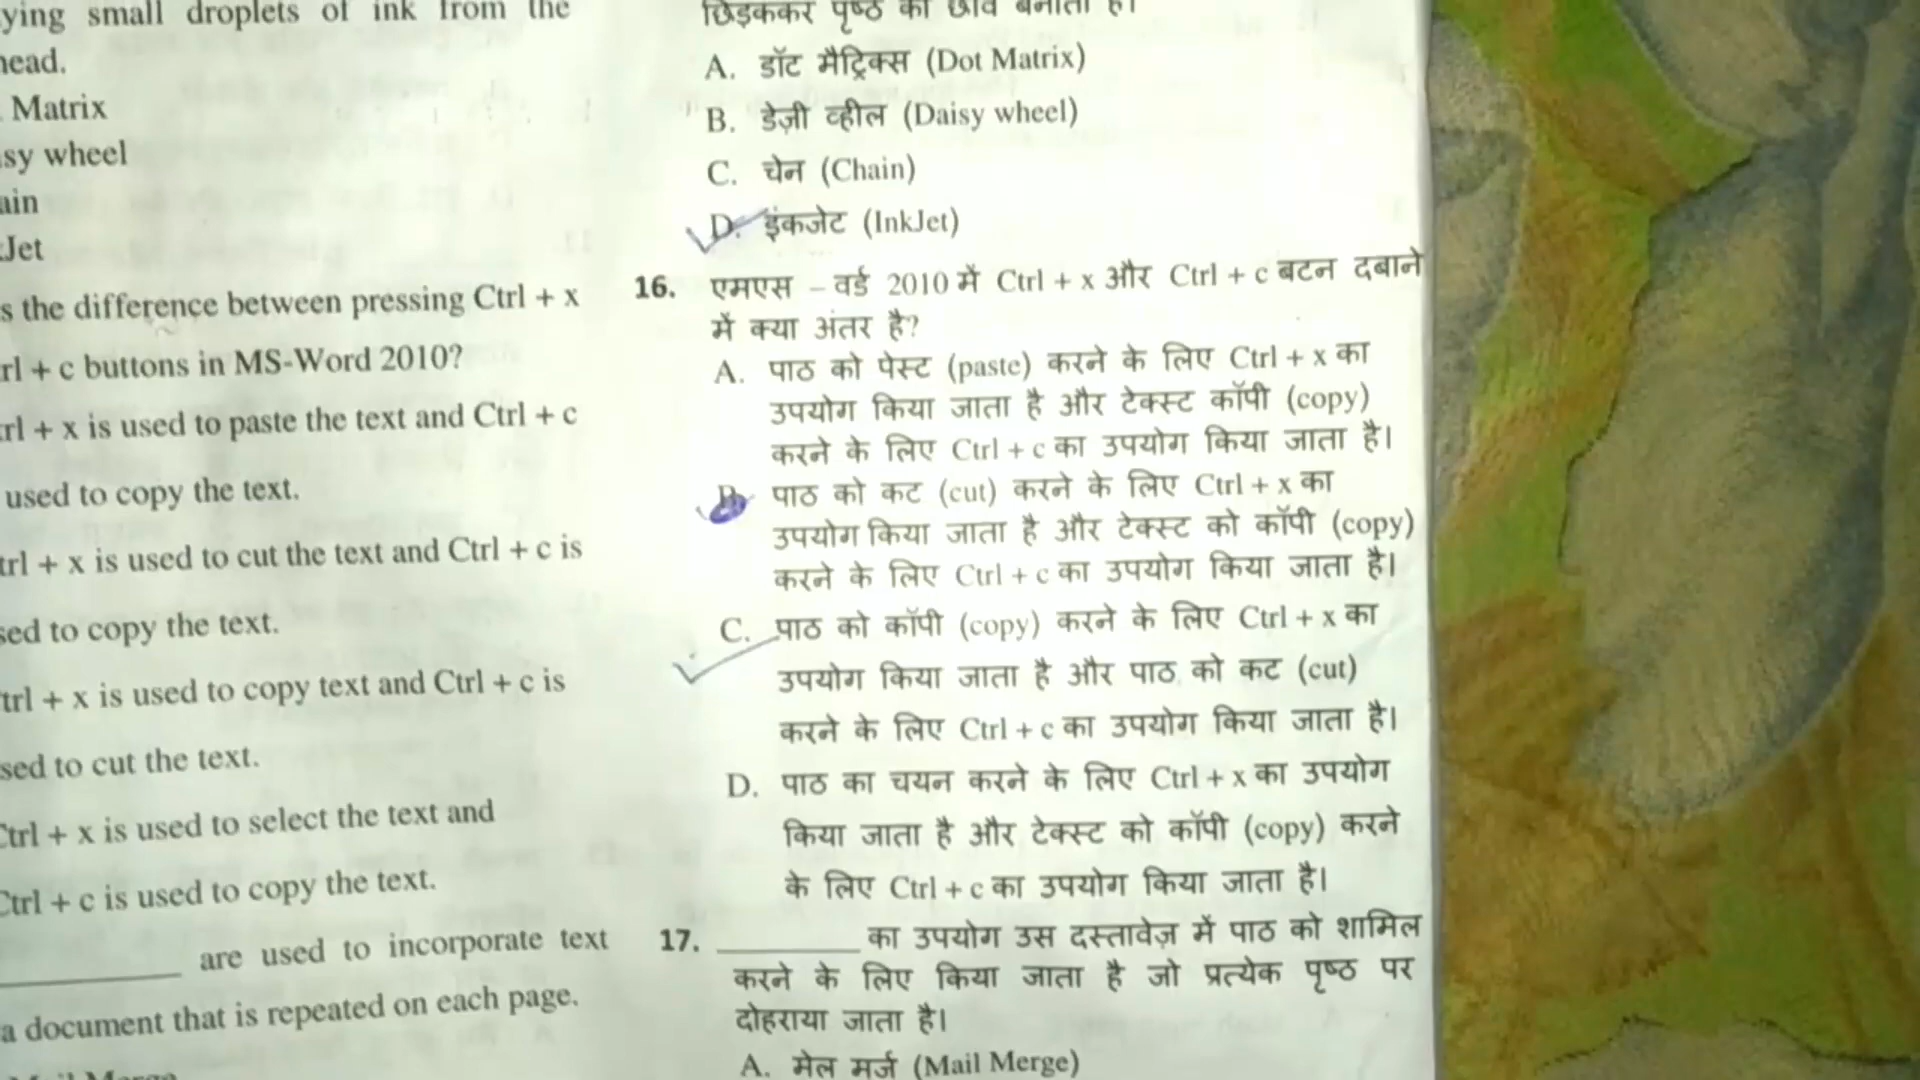 ying small droplets of ink from the
head.
Matrix
sy wheel
ain
Jet
s the difference between pressing Ctrl + x
rl + c buttons in MS-Word 2010?
trl + x is used to paste the text and Ctrl + c
used to copy the text.
trl + x is used to cut the text and Ctrl + c is
sed to copy the text.
trl + x is used to copy text and Ctrl + c is
sed to cut the text.
Ctrl + x is used to select the text and
Ctrl + c is used to copy the text.
________ are used to incorporate text
a document that is repeated on each page.
छिड़ककर पृष्ठ की छवि बनाता है।
A. डॉट मैट्रिक्स (Dot Matrix)
B. डेज़ी व्हील (Daisy wheel)
C. चेन (Chain)
D. इंकजेट (InkJet)
16. एमएस – वर्ड 2010 में Ctrl + x और Ctrl + c बटन दबाने
में क्या अंतर है?
A. पाठ को पेस्ट (paste) करने के लिए Ctrl + x का
उपयोग किया जाता है और टेक्स्ट कॉपी (copy)
करने के लिए Ctrl + c का उपयोग किया जाता है।
B. पाठ को कट (cut) करने के लिए Ctrl + x का
उपयोग किया जाता है और टेक्स्ट को कॉपी (copy)
करने के लिए Ctrl + c का उपयोग किया जाता है।
C. पाठ को कॉपी (copy) करने के लिए Ctrl + x का
उपयोग किया जाता है और पाठ को कट (cut)
करने के लिए Ctrl + c का उपयोग किया जाता है।
D. पाठ का चयन करने के लिए Ctrl + x का उपयोग
किया जाता है और टेक्स्ट को कॉपी (copy) करने
के लिए Ctrl + c का उपयोग किया जाता है।
17. ________ का उपयोग उस दस्तावेज़ में पाठ को शामिल
करने के लिए किया जाता है जो प्रत्येक पृष्ठ पर
दोहराया जाता है।
A. मेल मर्ज (Mail Merge)